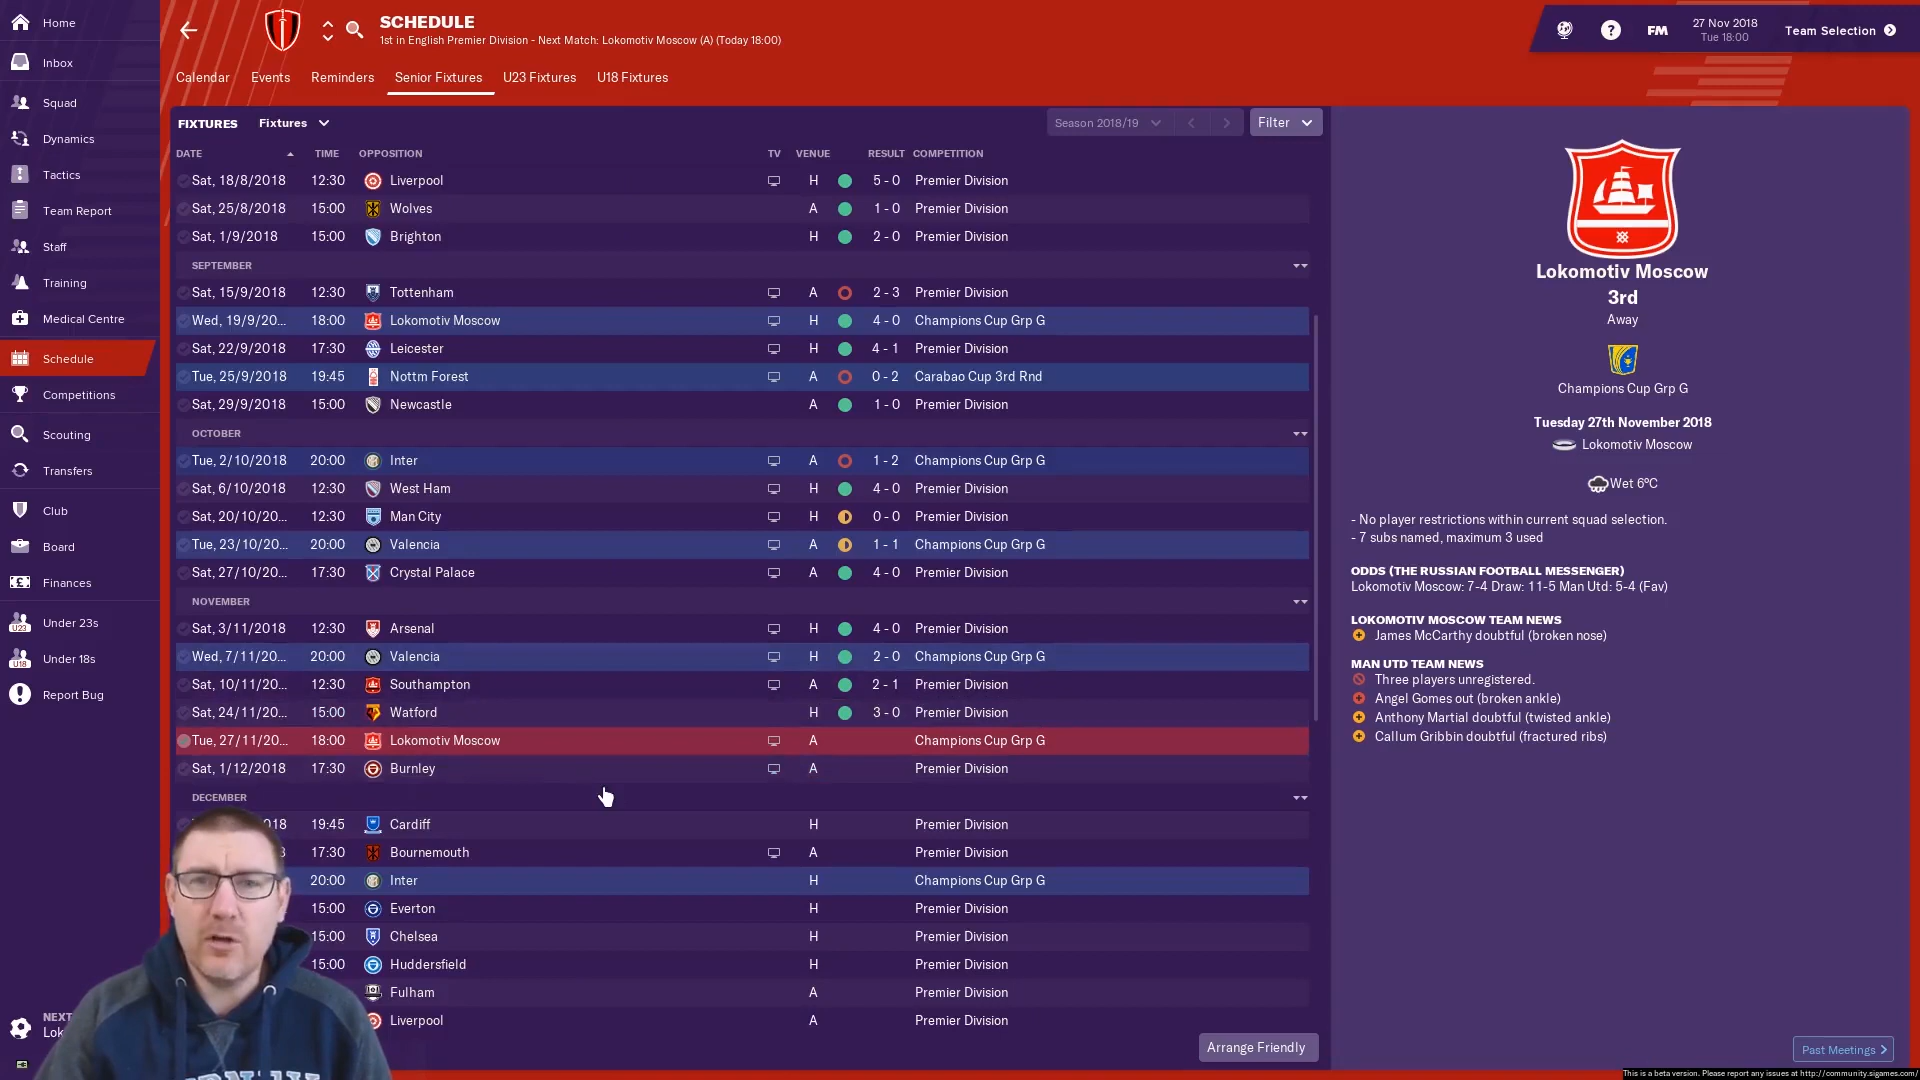 Home
Inbox
Squad
Dynamics
Tactics
Team Report
Staff
Training
Medical Centre
Schedule
Competitions
Scouting
Transfers
Club
Board
Finances
U23 Under 23s
U18 Under 18s
Report Bug
NEXT
Lok
SCHEDULE
1st in English Premier Division - Next Match: Lokomotiv Moscow (A) (Today 18:00)
? FM 27 Nov 2018
Tue 18:00
Team Selection
Calendar Events Reminders Senior Fixtures U23 Fixtures U18 Fixtures
FIXTURES Fixtures Season 2018/19 Filter
DATE TIME OPPOSITION TV VENUE RESULT COMPETITION
Sat, 18/8/2018 12:30 Liverpool H 5 - 0 Premier Division
Sat, 25/8/2018 15:00 Wolves A 1 - 0 Premier Division
Sat, 1/9/2018 15:00 Brighton H 2 - 0 Premier Division
SEPTEMBER
Sat, 15/9/2018 12:30 Tottenham A 2 - 3 Premier Division
Wed, 19/9/20... 18:00 Lokomotiv Moscow H 4 - 0 Champions Cup Grp G
Sat, 22/9/2018 17:30 Leicester H 4 - 1 Premier Division
Tue, 25/9/2018 19:45 Nottm Forest A 0 - 2 Carabao Cup 3rd Rnd
Sat, 29/9/2018 15:00 Newcastle A 1 - 0 Premier Division
OCTOBER
Tue, 2/10/2018 20:00 Inter A 1 - 2 Champions Cup Grp G
Sat, 6/10/2018 12:30 West Ham H 4 - 0 Premier Division
Sat, 20/10/20... 12:30 Man City H 0 - 0 Premier Division
Tue, 23/10/20... 20:00 Valencia A 1 - 1 Champions Cup Grp G
Sat, 27/10/20... 17:30 Crystal Palace A 4 - 0 Premier Division
NOVEMBER
Sat, 3/11/2018 12:30 Arsenal H 4 - 0 Premier Division
Wed, 7/11/20... 20:00 Valencia H 2 - 0 Champions Cup Grp G
Sat, 10/11/20... 12:30 Southampton A 2 - 1 Premier Division
Sat, 24/11/20... 15:00 Watford H 3 - 0 Premier Division
Tue, 27/11/20... 18:00 Lokomotiv Moscow A Champions Cup Grp G
Sat, 1/12/2018 17:30 Burnley A Premier Division
DECEMBER
018 19:45 Cardiff H Premier Division
17:30 Bournemouth A Premier Division
20:00 Inter H Champions Cup Grp G
15:00 Everton H Premier Division
15:00 Chelsea H Premier Division
15:00 Huddersfield H Premier Division
Fulham A Premier Division
Liverpool A Premier Division
Arrange Friendly
Lokomotiv Moscow
3rd
Away
Champions Cup Grp G
Tuesday 27th November 2018
Lokomotiv Moscow
Wet 6ºC
- No player restrictions within current squad selection.
- 7 subs named, maximum 3 used
ODDS (THE RUSSIAN FOOTBALL MESSENGER)
Lokomotiv Moscow: 7-4 Draw: 11-5 Man Utd: 5-4 (Fav)
LOKOMOTIV MOSCOW TEAM NEWS
James McCarthy doubtful (broken nose)
MAN UTD TEAM NEWS
Three players unregistered.
Angel Gomes out (broken ankle)
Anthony Martial doubtful (twisted ankle)
Callum Gribbin doubtful (fractured ribs)
Past Meetings
This is a beta version. Please report any issues at http://community.sigames.com/